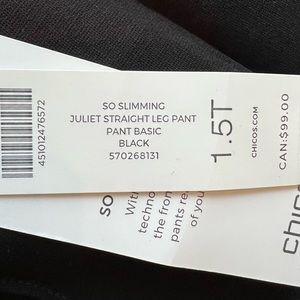 SO SLIMMING
JULIET STRAIGHT LEG PANT
PANT BASIC
BLACK
570268131
451012476572
1.5T
CHICOS.COM
CAN:$99.00
SO
With
techno
the fron
pants re
of you
chico